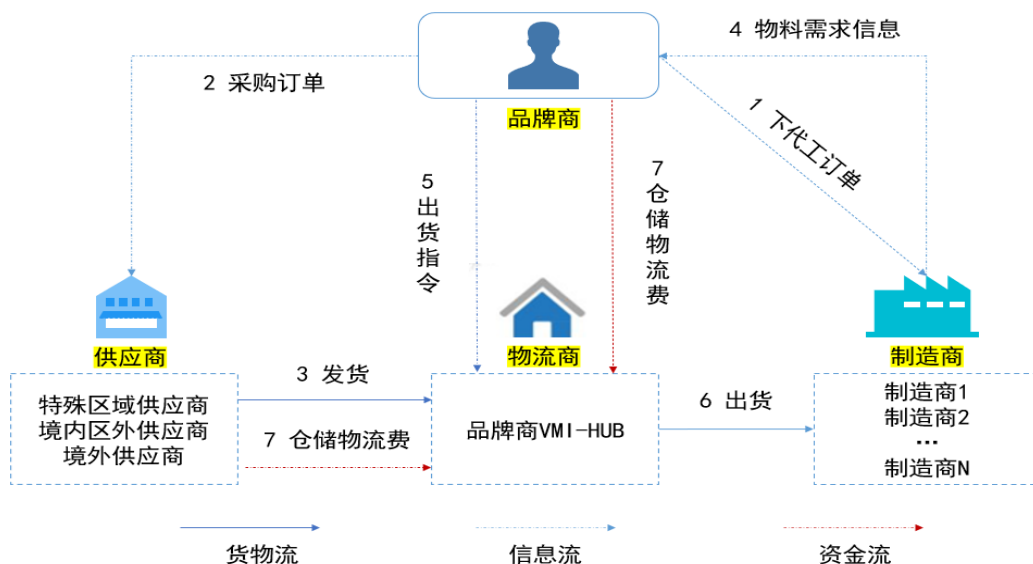 4 物料需求信息
2 采购订单
品牌商
1 下代工订单
5出货指令
7仓储物流费
供应商
物流商
制造商
3 发货
特殊区域供应商
境内区外供应商
境外供应商
7 仓储物流费
品牌商VMI-HUB
6 出货
制造商1
制造商2
…
制造商N
货物流
信息流
资金流